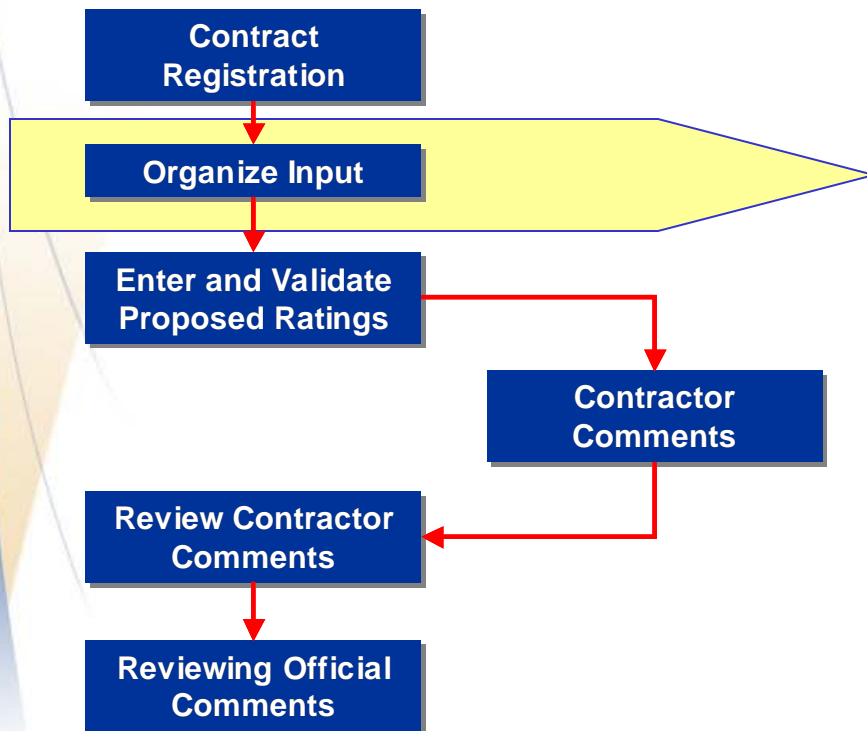 Contract
Registration
Organize Input
Enter and Validate
Proposed Ratings
Contractor
Comments
Review Contractor
Comments
Reviewing Official
Comments